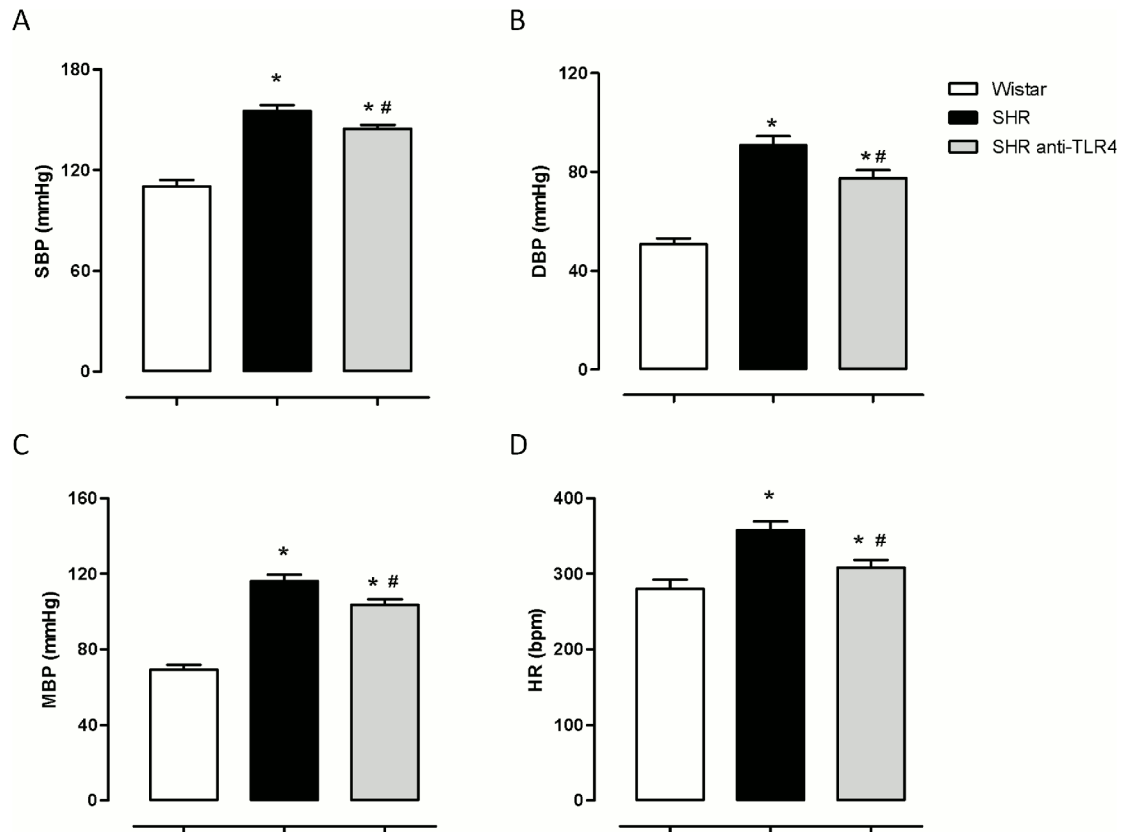 A
180
120
60
0
SBP (mmHg)
*
* #
B
120
80
40
0
DBP (mmHg)
*
*#
Wistar
SHR
SHR anti-TLR4
C
160
120
80
40
0
MBP (mmHg)
*
* #
D
400
300
200
100
0
HR (bpm)
*
* #